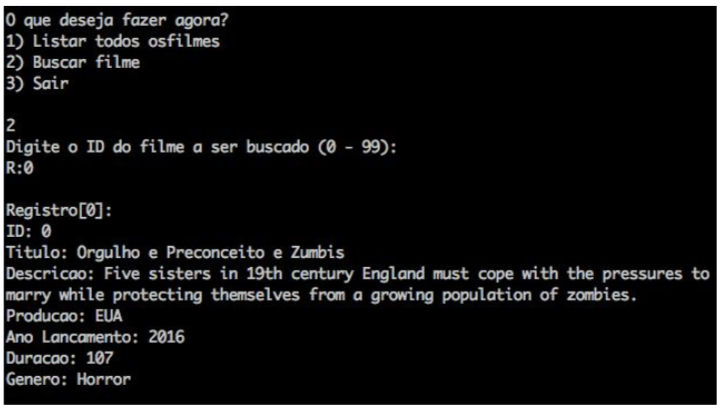 O que deseja fazer agora?
1) Listar todos osfilmes
2) Buscar filme
3) Sair
2
Digite o ID do filme a ser buscado (0 - 99):
R:0
Registro[0]:
ID: 0
Titulo: Orgulho e Preconceito e Zumbis
Descricao: Five sisters in 19th century England must cope with the pressures to
marry while protecting themselves from a growing population of zombies.
Producao: EUA
Ano Lancamento: 2016
Duracao: 107
Genero: Horror